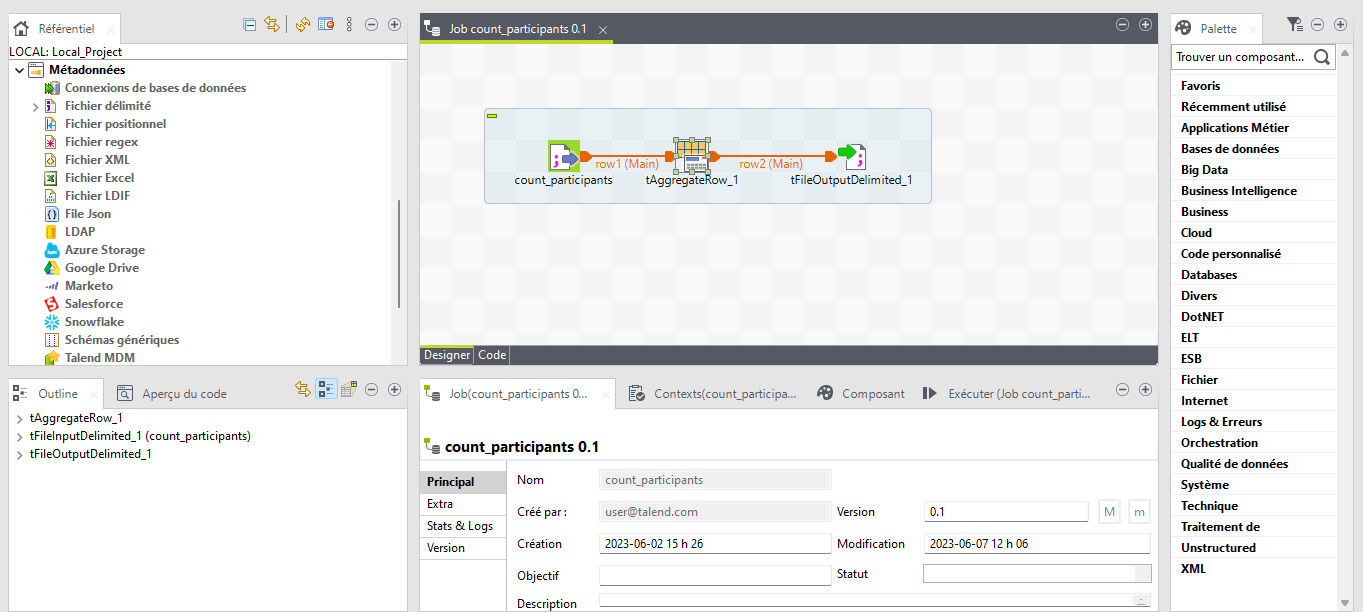 Référentiel
LOCAL: Local_Project
Métadonnées
Connexions de bases de données
Fichier délimité
Fichier positionnel
Fichier regex
Fichier XML
Fichier Excel
Fichier LDIF
File Json
LDAP
Azure Storage
Google Drive
Marketo
Salesforce
Snowflake
Schémas génériques
Talend MDM
Job count_participants 0.1
row1 (Main)
row2 (Main)
count_participants
tAggregateRow_1
tFileOutputDelimited_1
Designer
Code
Palette
Trouver un composant...
Favoris
Récemment utilisé
Applications Métier
Bases de données
Big Data
Business Intelligence
Business
Cloud
Code personnalisé
Databases
Divers
DotNET
ELT
ESB
Fichier
Internet
Logs & Erreurs
Orchestration
Qualité de données
Système
Technique
Traitement de
Unstructured
XML
Outline
Aperçu du code
tAggregateRow_1
tFileInputDelimited_1 (count_participants)
tFileOutputDelimited_1
Job(count_participants 0...
Contexts(count_participa...
Composant
Exécuter (Job count_parti...
count_participants 0.1
Principal
Extra
Stats & Logs
Version
Nom
count_participants
Créé par :
user@talend.com
Version
0.1
M
m
Création
2023-06-02 15 h 26
Modification
2023-06-07 12 h 06
Objectif
Statut
Description
...